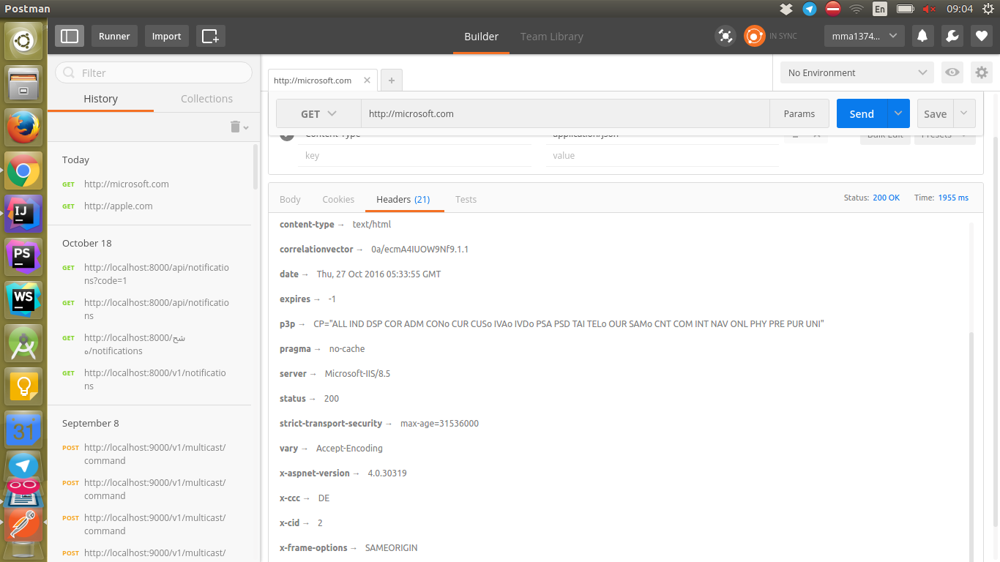 Postman
En
09:04
Runner
Import
Builder
Team Library
IN SYNC
mma1374...
Filter
History
Collections
Today
GET http://microsoft.com
GET http://apple.com
October 18
GET http://localhost:8000/api/notificatio
ns?code=1
GET http://localhost:8000/api/notificatio
ns
GET http://localhost:8000/شح
ه/notifications
GET http://localhost:8000/v1/notificatio
ns
September 8
POST http://localhost:9000/v1/multicast/
command
POST http://localhost:9000/v1/multicast/
command
POST http://localhost:9000/v1/multicast/
command
POST http://localhost:9000/v1/multicast/
http://microsoft.com
No Environment
GET
http://microsoft.com
Params
Send
Save
Content-Type
application/json
Bulk Edit
Presets
key
value
Body
Cookies
Headers (21)
Tests
Status: 200 OK
Time: 1955 ms
content-type → text/html
correlationvector → 0a/ecmA4IUOW9Nf9.1.1
date → Thu, 27 Oct 2016 05:33:55 GMT
expires → -1
p3p → CP="ALL IND DSP COR ADM CONo CUR CUSo IVAo IVDo PSA PSD TAI TELo OUR SAMo CNT COM INT NAV ONL PHY PRE PUR UNI"
pragma → no-cache
server → Microsoft-IIS/8.5
status → 200
strict-transport-security → max-age=31536000
vary → Accept-Encoding
x-aspnet-version → 4.0.30319
x-ccc → DE
x-cid → 2
x-frame-options → SAMEORIGIN
IJ
PS
WS
31